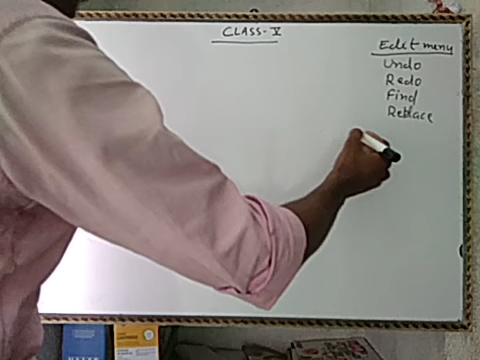 CLASS-V
Edit menu
Undo
Redo
Find
Replace